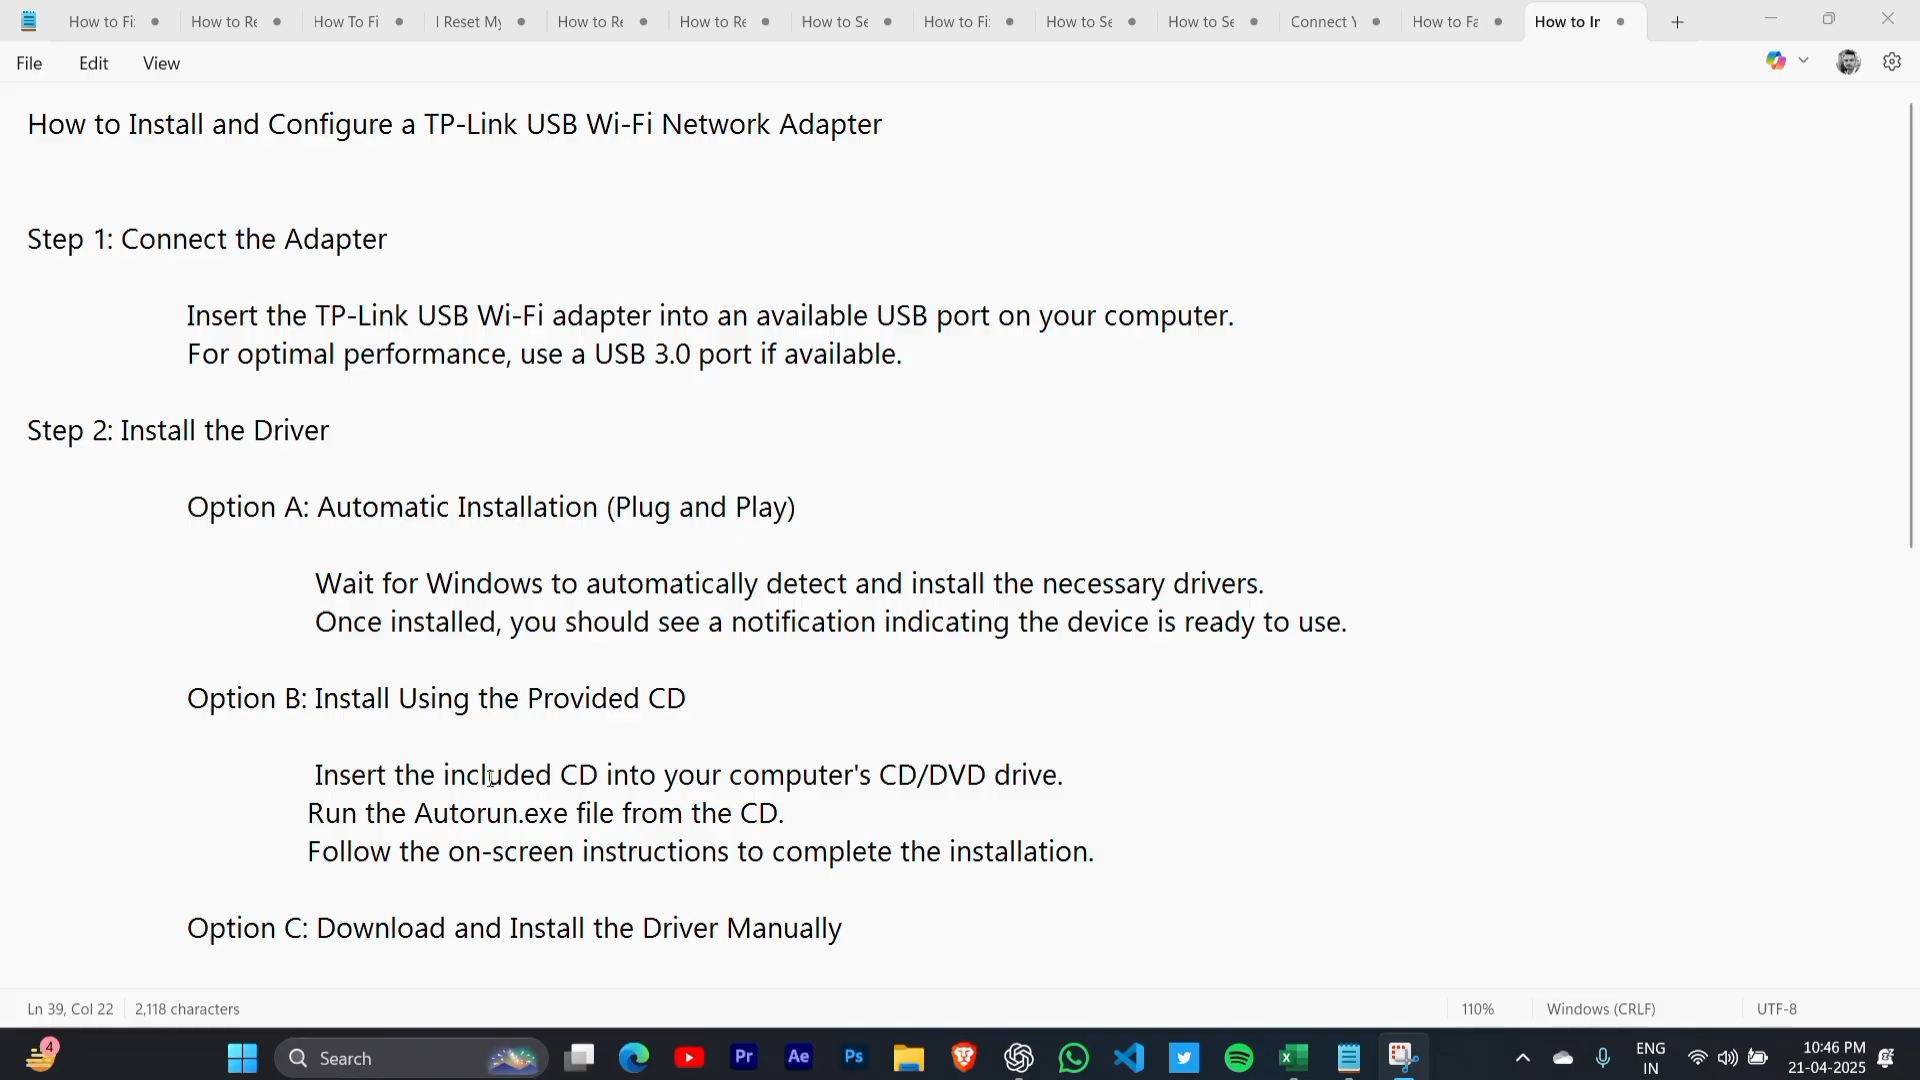 How to Fi:
How to Re
How To Fi
I Reset My
How to Re
How to Re
How to Se
How to Fi:
How to Se
How to Se
Connect Y
How to Fa
How to Ir
File
Edit
View
How to Install and Configure a TP-Link USB Wi-Fi Network Adapter
Step 1: Connect the Adapter
Insert the TP-Link USB Wi-Fi adapter into an available USB port on your computer.
For optimal performance, use a USB 3.0 port if available.
Step 2: Install the Driver
Option A: Automatic Installation (Plug and Play)
Wait for Windows to automatically detect and install the necessary drivers.
Once installed, you should see a notification indicating the device is ready to use.
Option B: Install Using the Provided CD
Insert the included CD into your computer's CD/DVD drive.
Run the Autorun.exe file from the CD.
Follow the on-screen instructions to complete the installation.
Option C: Download and Install the Driver Manually
Ln 39, Col 22
2,118 characters
110%
Windows (CRLF)
UTF-8
4
Search
Pr
Ae
Ps
ENG
IN
10:46 PM
21-04-2025